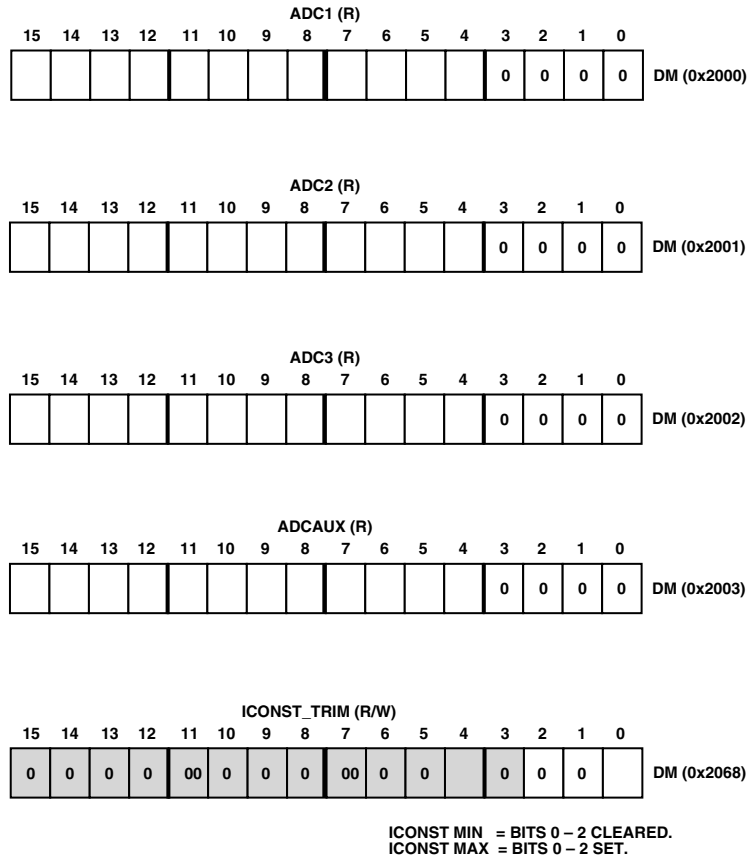 ADC1 (R)
15 14 13 12 11 10 9 8 7 6 5 4 3 2 1 0
0 0 0 0 DM (0x2000)
ADC2 (R)
15 14 13 12 11 10 9 8 7 6 5 4 3 2 1 0
0 0 0 0 DM (0x2001)
ADC3 (R)
15 14 13 12 11 10 9 8 7 6 5 4 3 2 1 0
0 0 0 0 DM (0x2002)
ADCAUX (R)
15 14 13 12 11 10 9 8 7 6 5 4 3 2 1 0
0 0 0 0 DM (0x2003)
ICONST_TRIM (R/W)
15 14 13 12 11 10 9 8 7 6 5 4 3 2 1 0
0 0 0 0 00 0 0 0 00 0 0 0 0 0 DM (0x2068)
ICONST MIN = BITS 0 – 2 CLEARED.
ICONST MAX = BITS 0 – 2 SET.